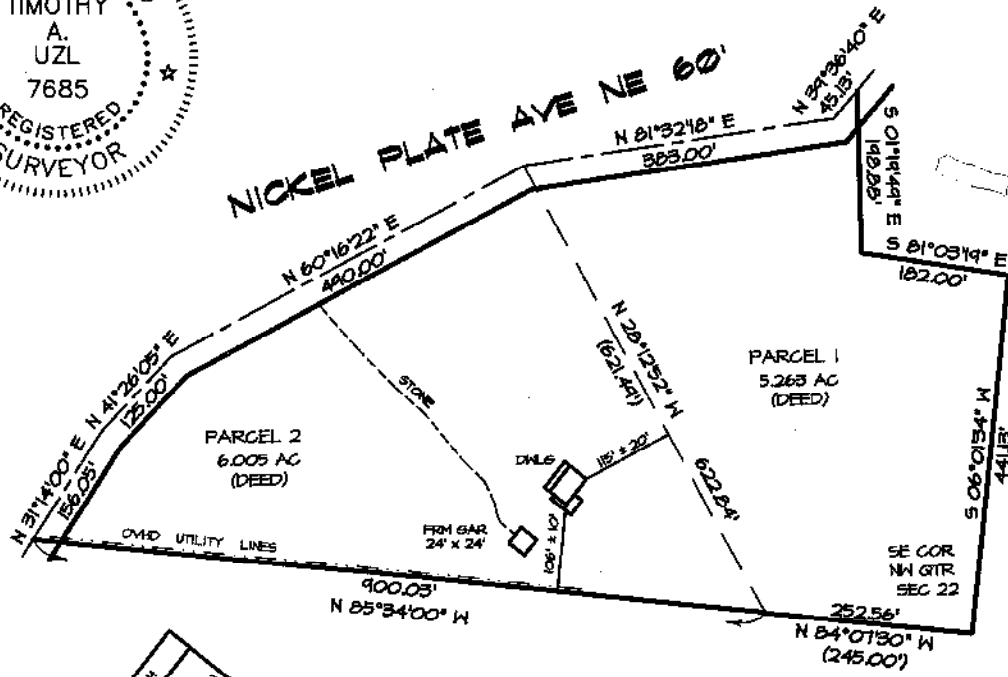 TIMOTHY
A.
UZL
7685
REGISTERED
SURVEYOR
NICKEL PLATE AVE NE 60'
N 39°36'40" E
45.13'
N 81°32'18" E
383.00'
S 01°19'49" E
198.88'
S 81°03'19" E
182.00'
N 60°16'22" E
490.00'
N 41°26'05" E
125.00'
N 31°14'00" E
156.05'
N 28°12'52" W
(621.49')
622.84'
PARCEL 1
5.263 AC
(DEED)
STONE
PARCEL 2
6.005 AC
(DEED)
DWLG
115' ± 20'
FRM GAR
24' x 24'
106' ± 10'
S 06°01'34" W
441.13'
OVHD UTILITY LINES
900.03'
N 85°34'00" W
SE COR
NW QTR
SEC 22
252.56'
N 84°07'30" W
(245.00')